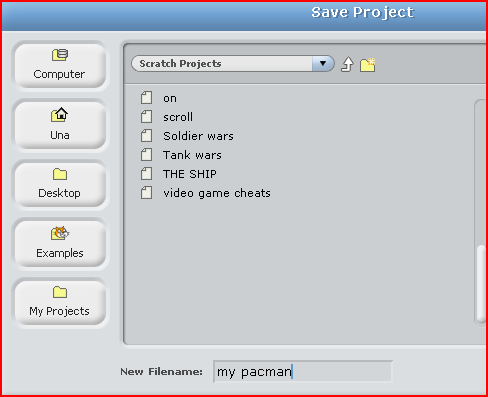 Save Project
Computer
Una
Desktop
Examples
My Projects
Scratch Projects
on
scroll
Soldier wars
Tank wars
THE SHIP
video game cheats
New Filename: my pacman